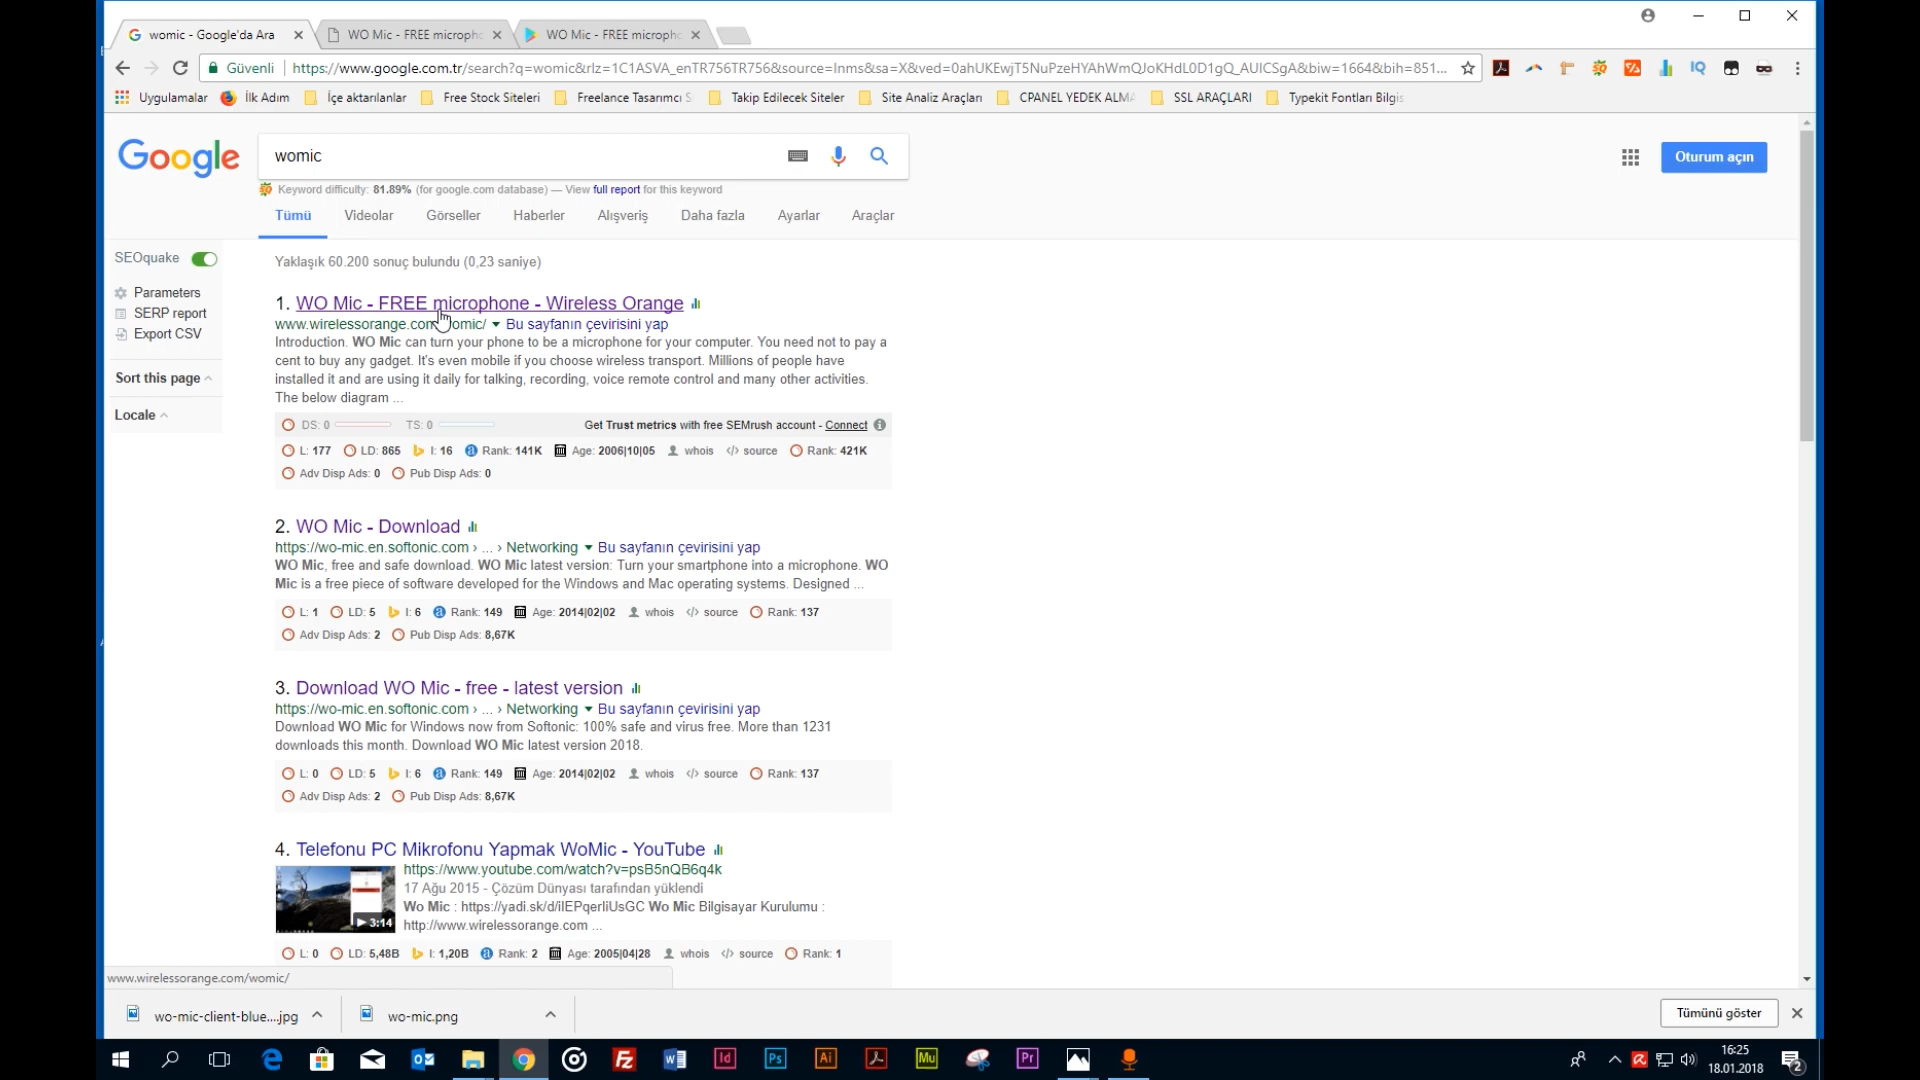 womic - Google'da Ara
WO Mic - FREE microph
WO Mic - FREE microph
Güvenli
https://www.google.com.tr/search?q=womic&rlz=1C1ASVA_enTR756TR756&source=lnms&sa=X&ved=0ahUKEwjT5NuPzeHYAhWmQJoKHdL0D1gQ_AUICSgA&biw=1664&bih=851...
Uygulamalar
İlk Adım
İçe aktarılanlar
Free Stock Siteleri
Freelance Tasarımcı S
Takip Edilecek Siteler
Site Analiz Araçları
CPANEL YEDEK ALMA
SSL ARAÇLARI
Typekit Fontları Bilgis
Google
womic
Oturum açın
Keyword difficulty: 81.89% (for google.com database) — View full report for this keyword
Tümü Videolar Görseller Haberler Alışveriş Daha fazla Ayarlar Araçlar
SEOquake
Parameters
SERP report
Export CSV
Sort this page
Locale
Yaklaşık 60.200 sonuç bulundu (0,23 saniye)
1. WO Mic - FREE microphone - Wireless Orange
www.wirelessorange.com/womic/ Bu sayfanın çevirisini yap
Introduction. WO Mic can turn your phone to be a microphone for your computer. You need not to pay a
cent to buy any gadget. It's even mobile if you choose wireless transport. Millions of people have
installed it and are using it daily for talking, recording, voice remote control and many other activities.
The below diagram ...
DS: 0 TS: 0 Get Trust metrics with free SEMrush account - Connect
L: 177 LD: 865 I: 16 Rank: 141K Age: 2006|10|05 whois </> source Rank: 421K
Adv Disp Ads: 0 Pub Disp Ads: 0
2. WO Mic - Download
https://wo-mic.en.softonic.com › ... › Networking Bu sayfanın çevirisini yap
WO Mic, free and safe download. WO Mic latest version: Turn your smartphone into a microphone. WO
Mic is a free piece of software developed for the Windows and Mac operating systems. Designed ...
L: 1 LD: 5 I: 6 Rank: 149 Age: 2014|02|02 whois </> source Rank: 137
Adv Disp Ads: 2 Pub Disp Ads: 8,67K
3. Download WO Mic - free - latest version
https://wo-mic.en.softonic.com › ... › Networking Bu sayfanın çevirisini yap
Download WO Mic for Windows now from Softonic: 100% safe and virus free. More than 1231
downloads this month. Download WO Mic latest version 2018.
L: 0 LD: 5 I: 6 Rank: 149 Age: 2014|02|02 whois </> source Rank: 137
Adv Disp Ads: 2 Pub Disp Ads: 8,67K
4. Telefonu PC Mikrofonu Yapmak WoMic - YouTube
https://www.youtube.com/watch?v=psB5nQB6q4k
17 Ağu 2015 - Çözüm Dünyası tarafından yüklendi
Wo Mic : https://yadi.sk/d/ilEPqerliUsGC Wo Mic Bilgisayar Kurulumu :
http://www.wirelessorange.com ...
3:14
L: 0 LD: 5,48B I: 1,20B Rank: 2 Age: 2005|04|28 whois </> source Rank: 1
www.wirelessorange.com/womic/
wo-mic-client-blue....jpg
wo-mic.png
Tümünü göster
16:25
18.01.2018
2